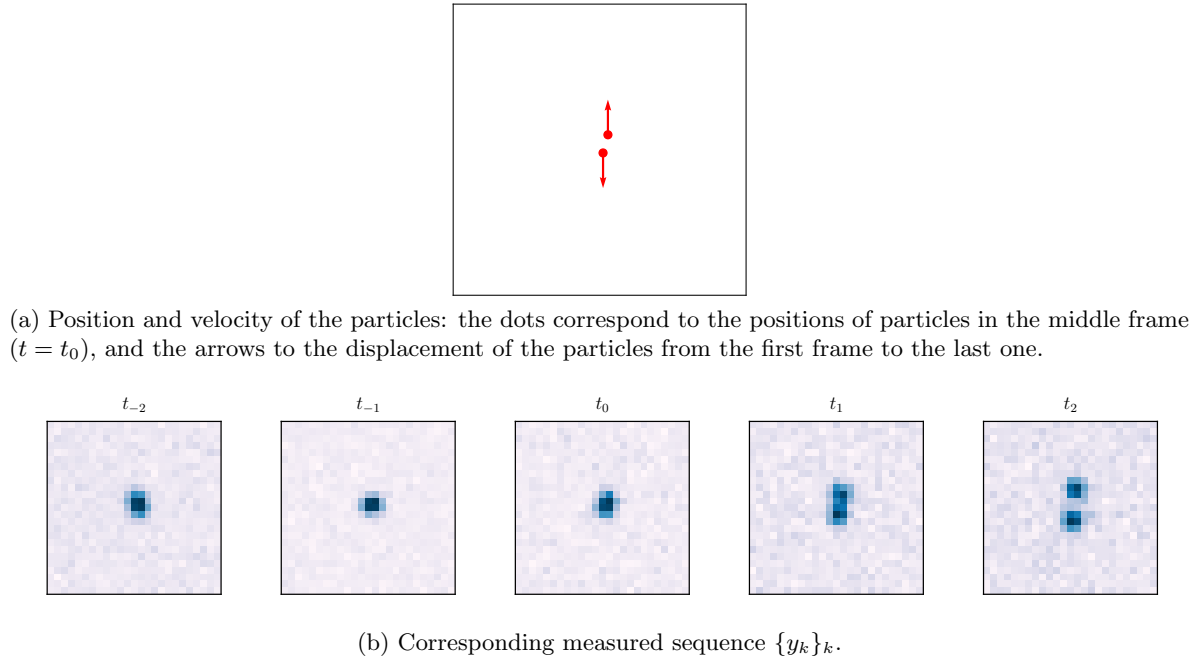 (a) Position and velocity of the particles: the dots correspond to the positions of particles in the middle frame
(t = t₀), and the arrows to the displacement of the particles from the first frame to the last one.
t₋₂ t₋₁ t₀ t₁ t₂
(b) Corresponding measured sequence {yₖ}ₖ.